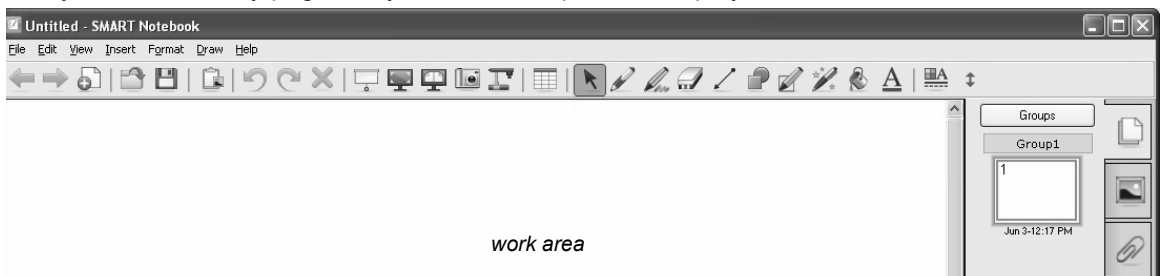 Untitled - SMART Notebook
File Edit View Insert Format Draw Help
Groups
Group1
1
Jun 3-12:17 PM
work area